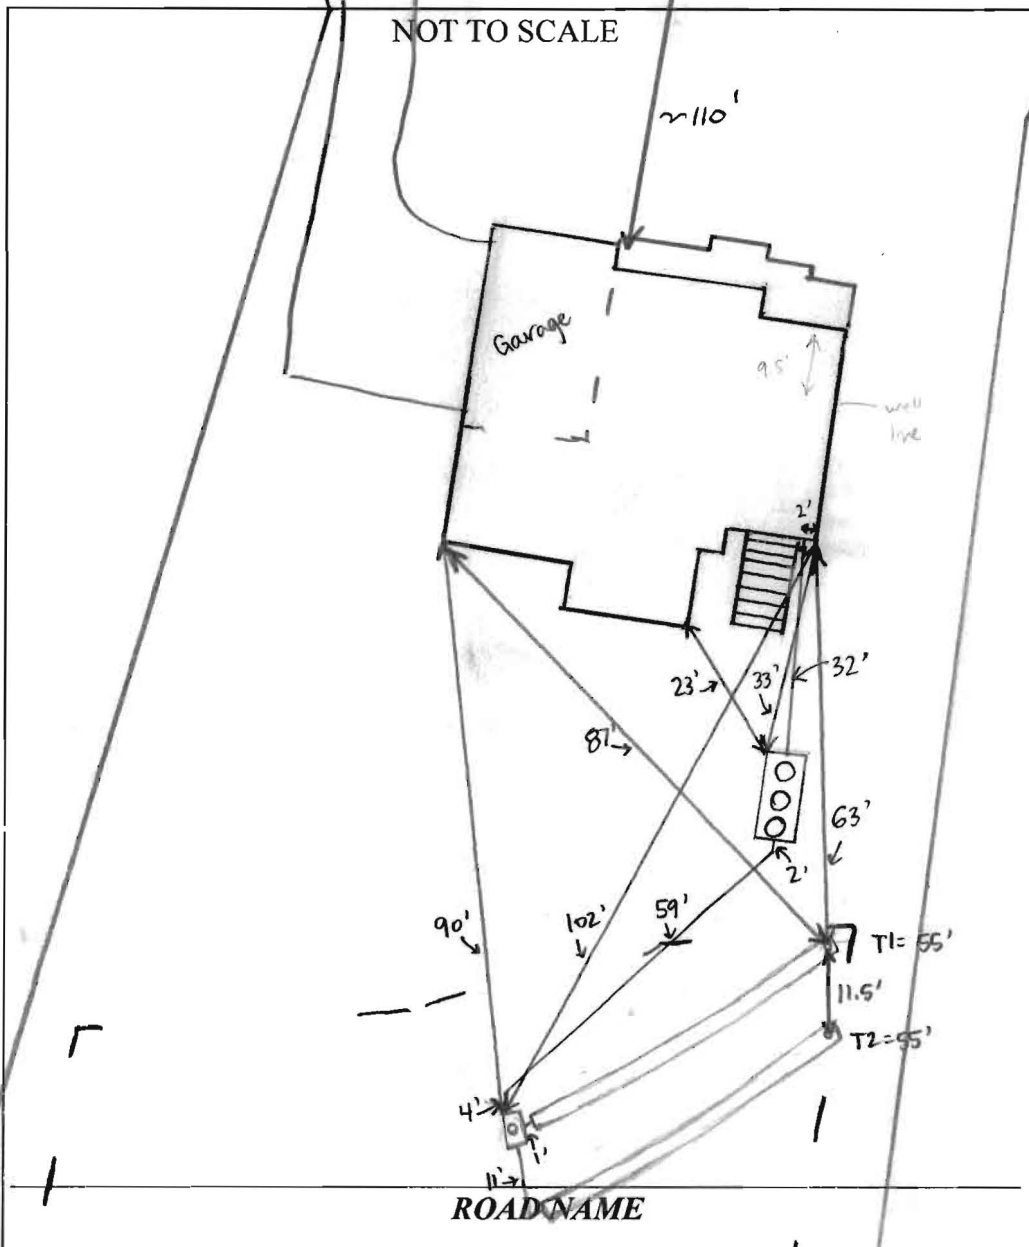 NOT TO SCALE
~110'
Garage
9.5'
well
line
2'
23'
33'
32'
87'
63'
2'
90'
102'
59'
T1= 55'
11.5'
T2=55'
4'
1'
11'
ROAD NAME